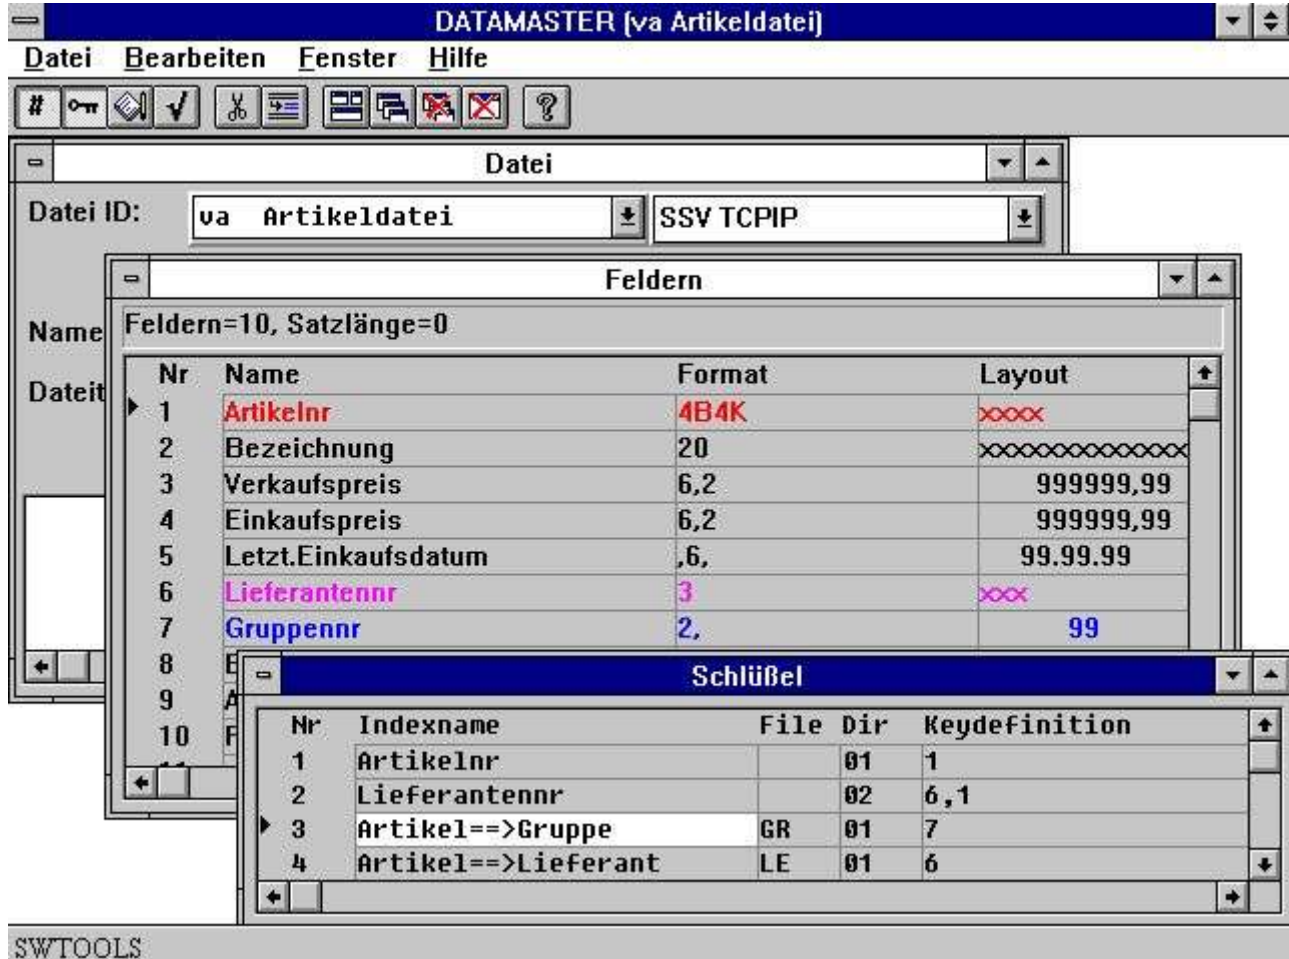 DATAMASTER (va Artikeldatei)
Datei Bearbeiten Fenster Hilfe
Datei
Datei ID: va Artikeldatei SSV TCPIP
Feldern
Name
Feldern=10, Satzlänge=0
Dateit
Nr Name Format Layout
1 Artikelnr 4B4K xxxx
2 Bezeichnung 20 xxxxxxxxxxxxx
3 Verkaufspreis 6,2 999999,99
4 Einkaufspreis 6,2 999999,99
5 Letzt.Einkaufsdatum ,6, 99.99.99
6 Lieferantennr 3 xxx
7 Gruppennr 2, 99
8
9 A
10 F
Schlüßel
Nr Indexname File Dir Keydefinition
1 Artikelnr 01 1
2 Lieferantennr 02 6,1
3 Artikel==>Gruppe GR 01 7
4 Artikel==>Lieferant LE 01 6
SWTOOLS